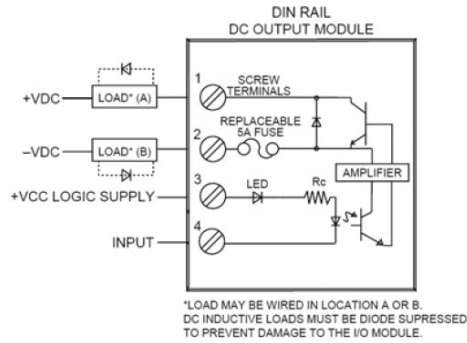 DIN RAIL
DC OUTPUT MODULE
1
SCREW
TERMINALS
+VDC
LOAD* (A)
REPLACEABLE
5A FUSE
2
–VDC
LOAD* (B)
AMPLIFIER
3
LED
Rc
+VCC LOGIC SUPPLY
4
INPUT
*LOAD MAY BE WIRED IN LOCATION A OR B.
DC INDUCTIVE LOADS MUST BE DIODE SUPRESSED
TO PREVENT DAMAGE TO THE I/O MODULE.